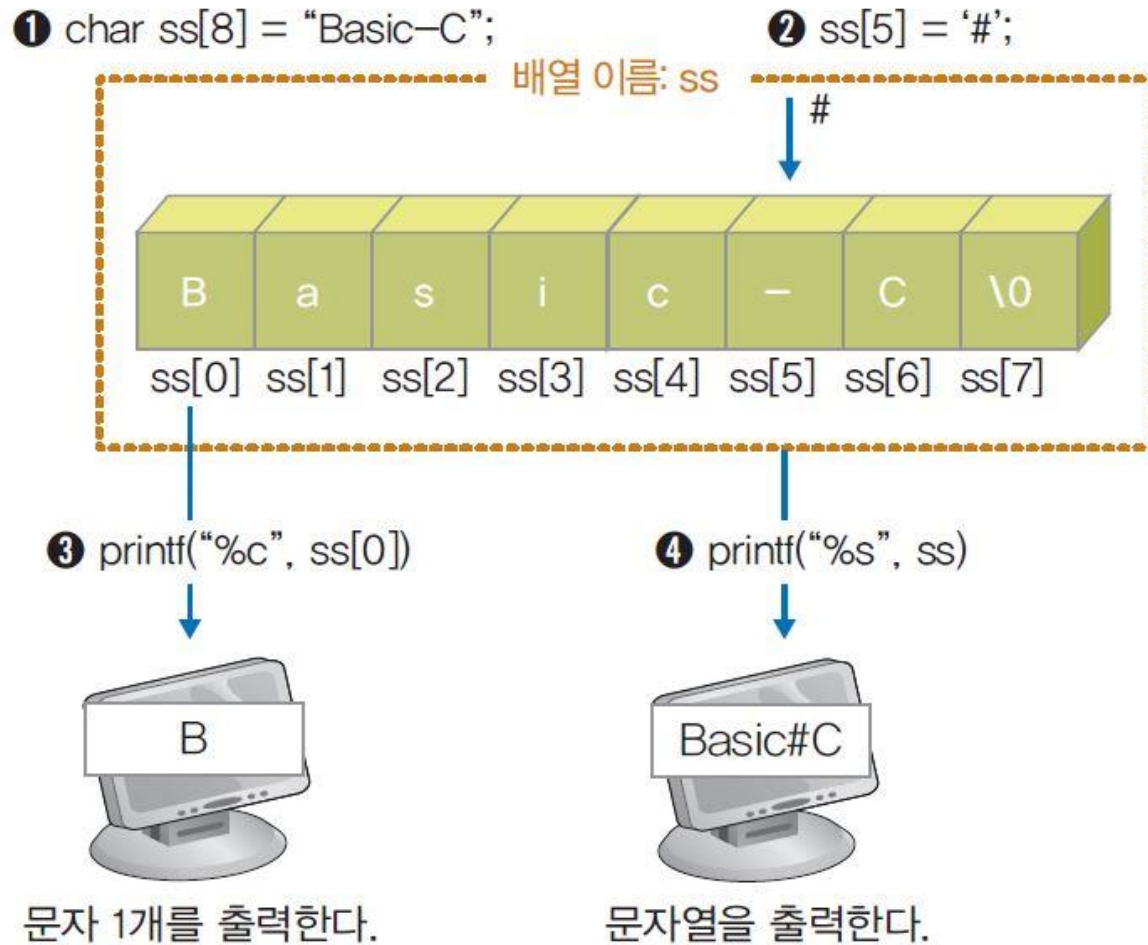 ❶ char ss[8] = “Basic–C”;
❷ ss[5] = ‘#’;
배열 이름: ss
#
B a s i c – C \0
ss[0] ss[1] ss[2] ss[3] ss[4] ss[5] ss[6] ss[7]
❸ printf(“%c”, ss[0])
❹ printf(“%s”, ss)
B
Basic#C
문자 1개를 출력한다.
문자열을 출력한다.